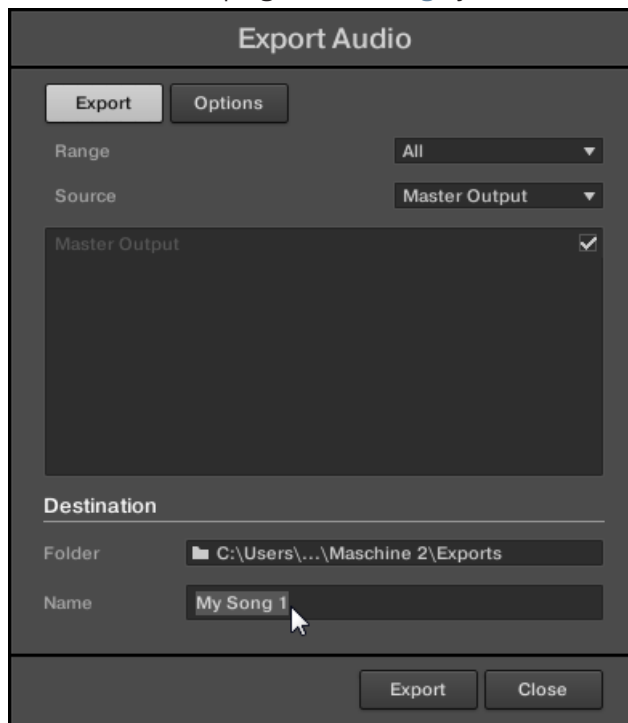 Export Audio
Export Options
Range All
Source Master Output
Master Output
Destination
Folder C:\Users\...\Maschine 2\Exports
Name My Song 1
Export Close